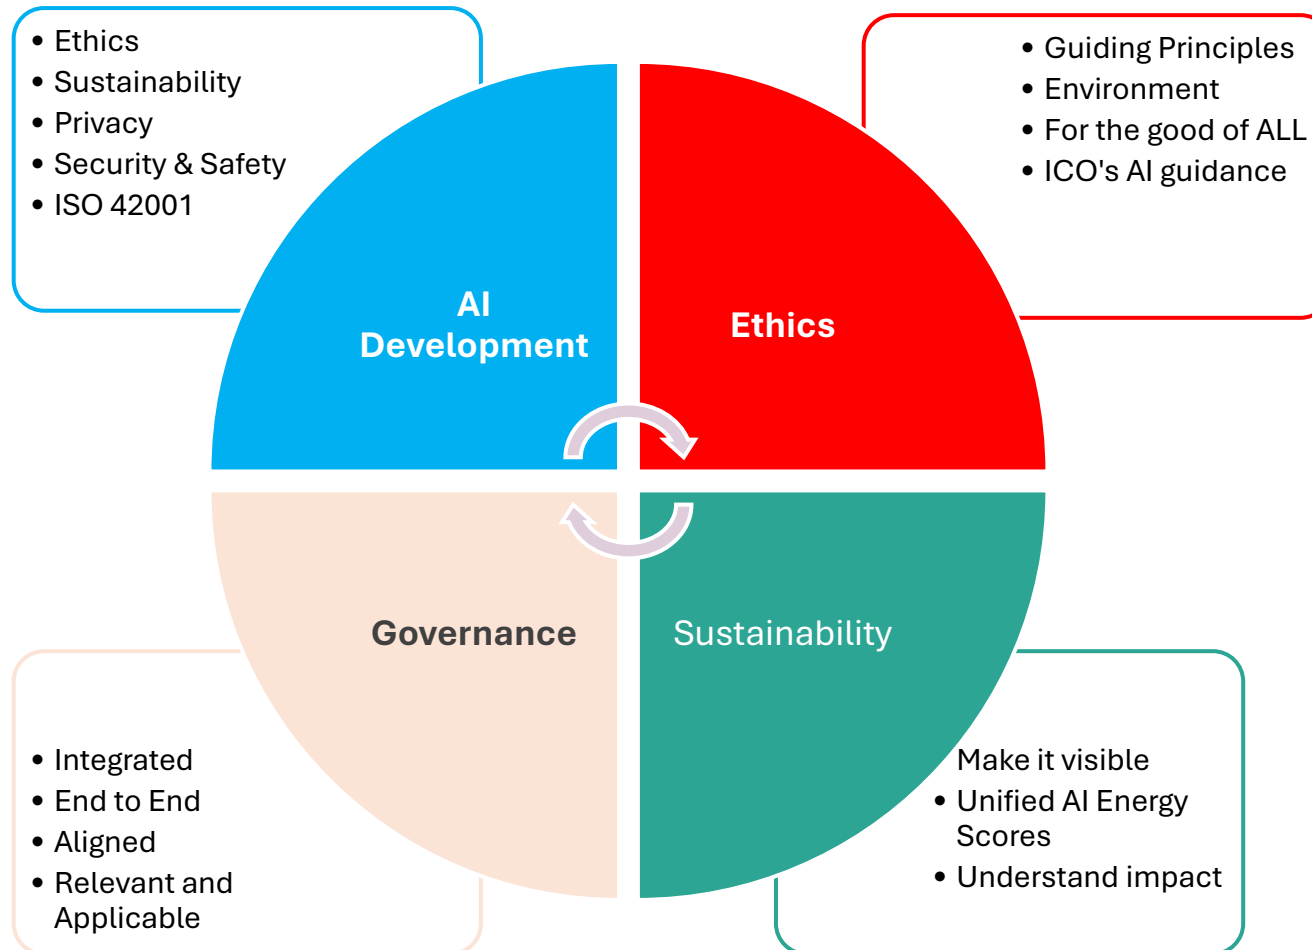 • Ethics
• Sustainability
• Privacy
• Security & Safety
• ISO 42001
• Guiding Principles
• Environment
• For the good of ALL
• ICO's AI guidance
AI
Development
Ethics
Governance
Sustainability
• Integrated
• End to End
• Aligned
• Relevant and
Applicable
Make it visible
• Unified AI Energy
Scores
• Understand impact